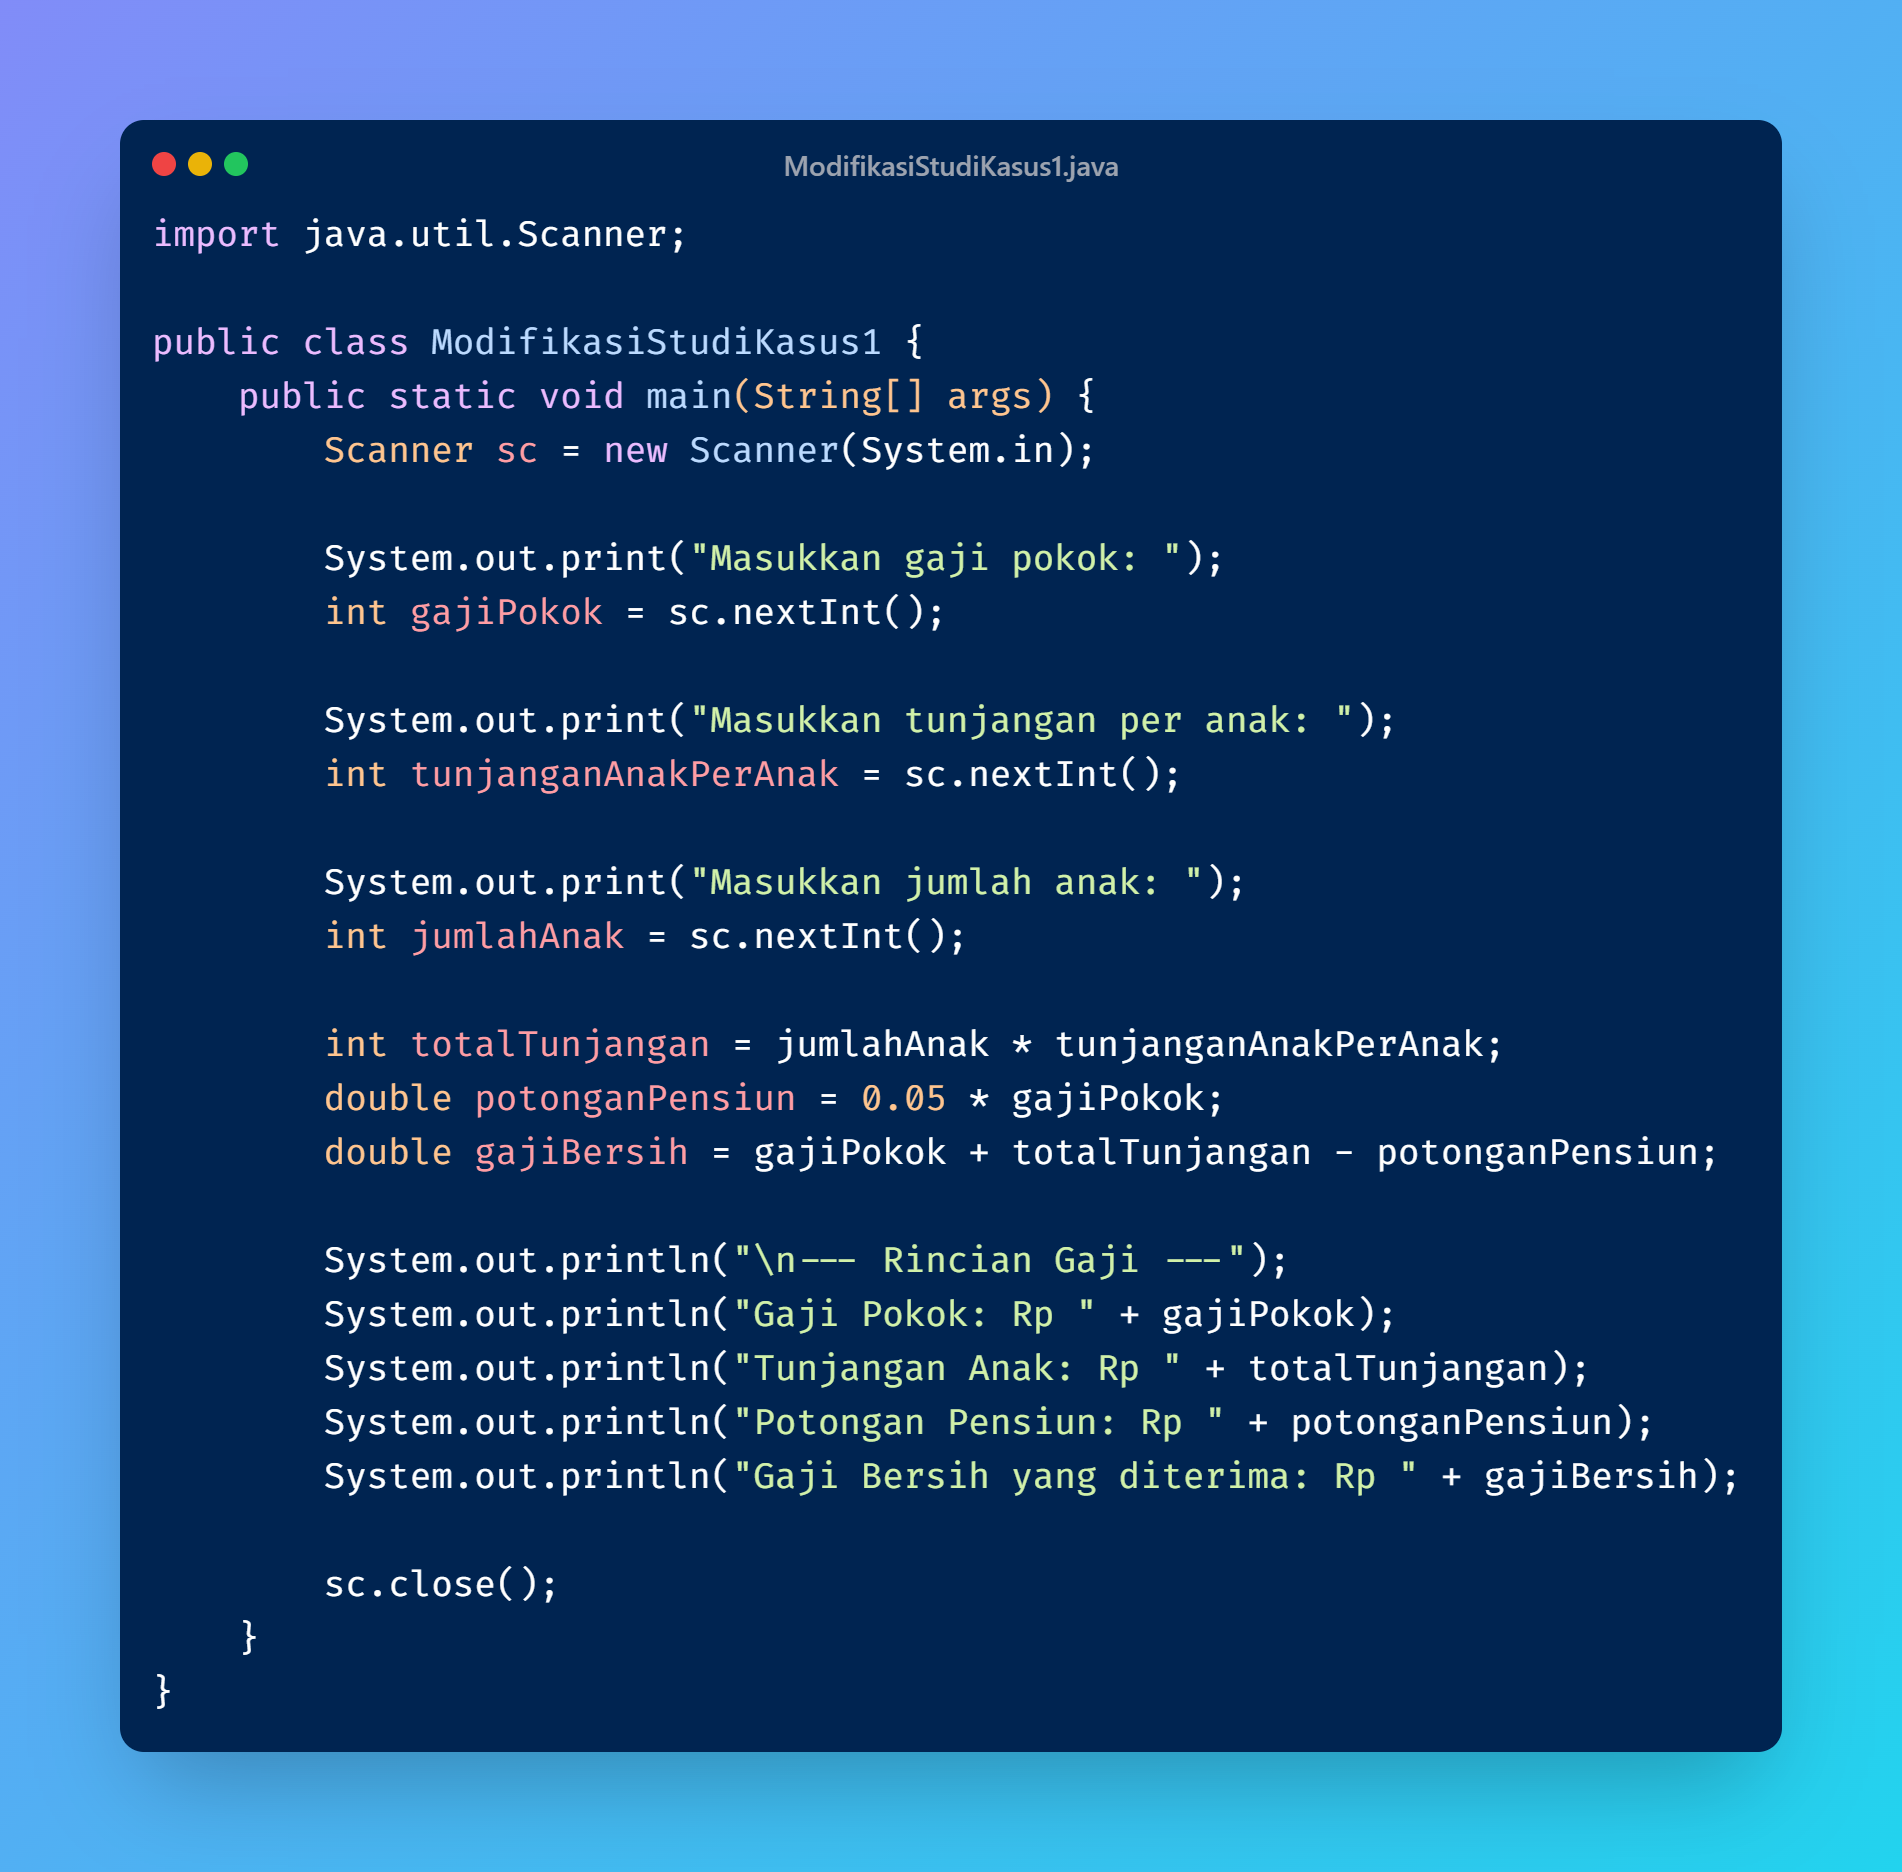 ModifikasiStudiKasus1.java
import java.util.Scanner;
public class ModifikasiStudiKasus1 {
    public static void main(String[] args) {
        Scanner sc = new Scanner(System.in);
        System.out.print("Masukkan gaji pokok: ");
        int gajiPokok = sc.nextInt();
        System.out.print("Masukkan tunjangan per anak: ");
        int tunjanganAnakPerAnak = sc.nextInt();
        System.out.print("Masukkan jumlah anak: ");
        int jumlahAnak = sc.nextInt();
        int totalTunjangan = jumlahAnak * tunjanganAnakPerAnak;
        double potonganPensiun = 0.05 * gajiPokok;
        double gajiBersih = gajiPokok + totalTunjangan - potonganPensiun;
        System.out.println("\n--- Rincian Gaji ---");
        System.out.println("Gaji Pokok: Rp " + gajiPokok);
        System.out.println("Tunjangan Anak: Rp " + totalTunjangan);
        System.out.println("Potongan Pensiun: Rp " + potonganPensiun);
        System.out.println("Gaji Bersih yang diterima: Rp " + gajiBersih);
        sc.close();
    }
}